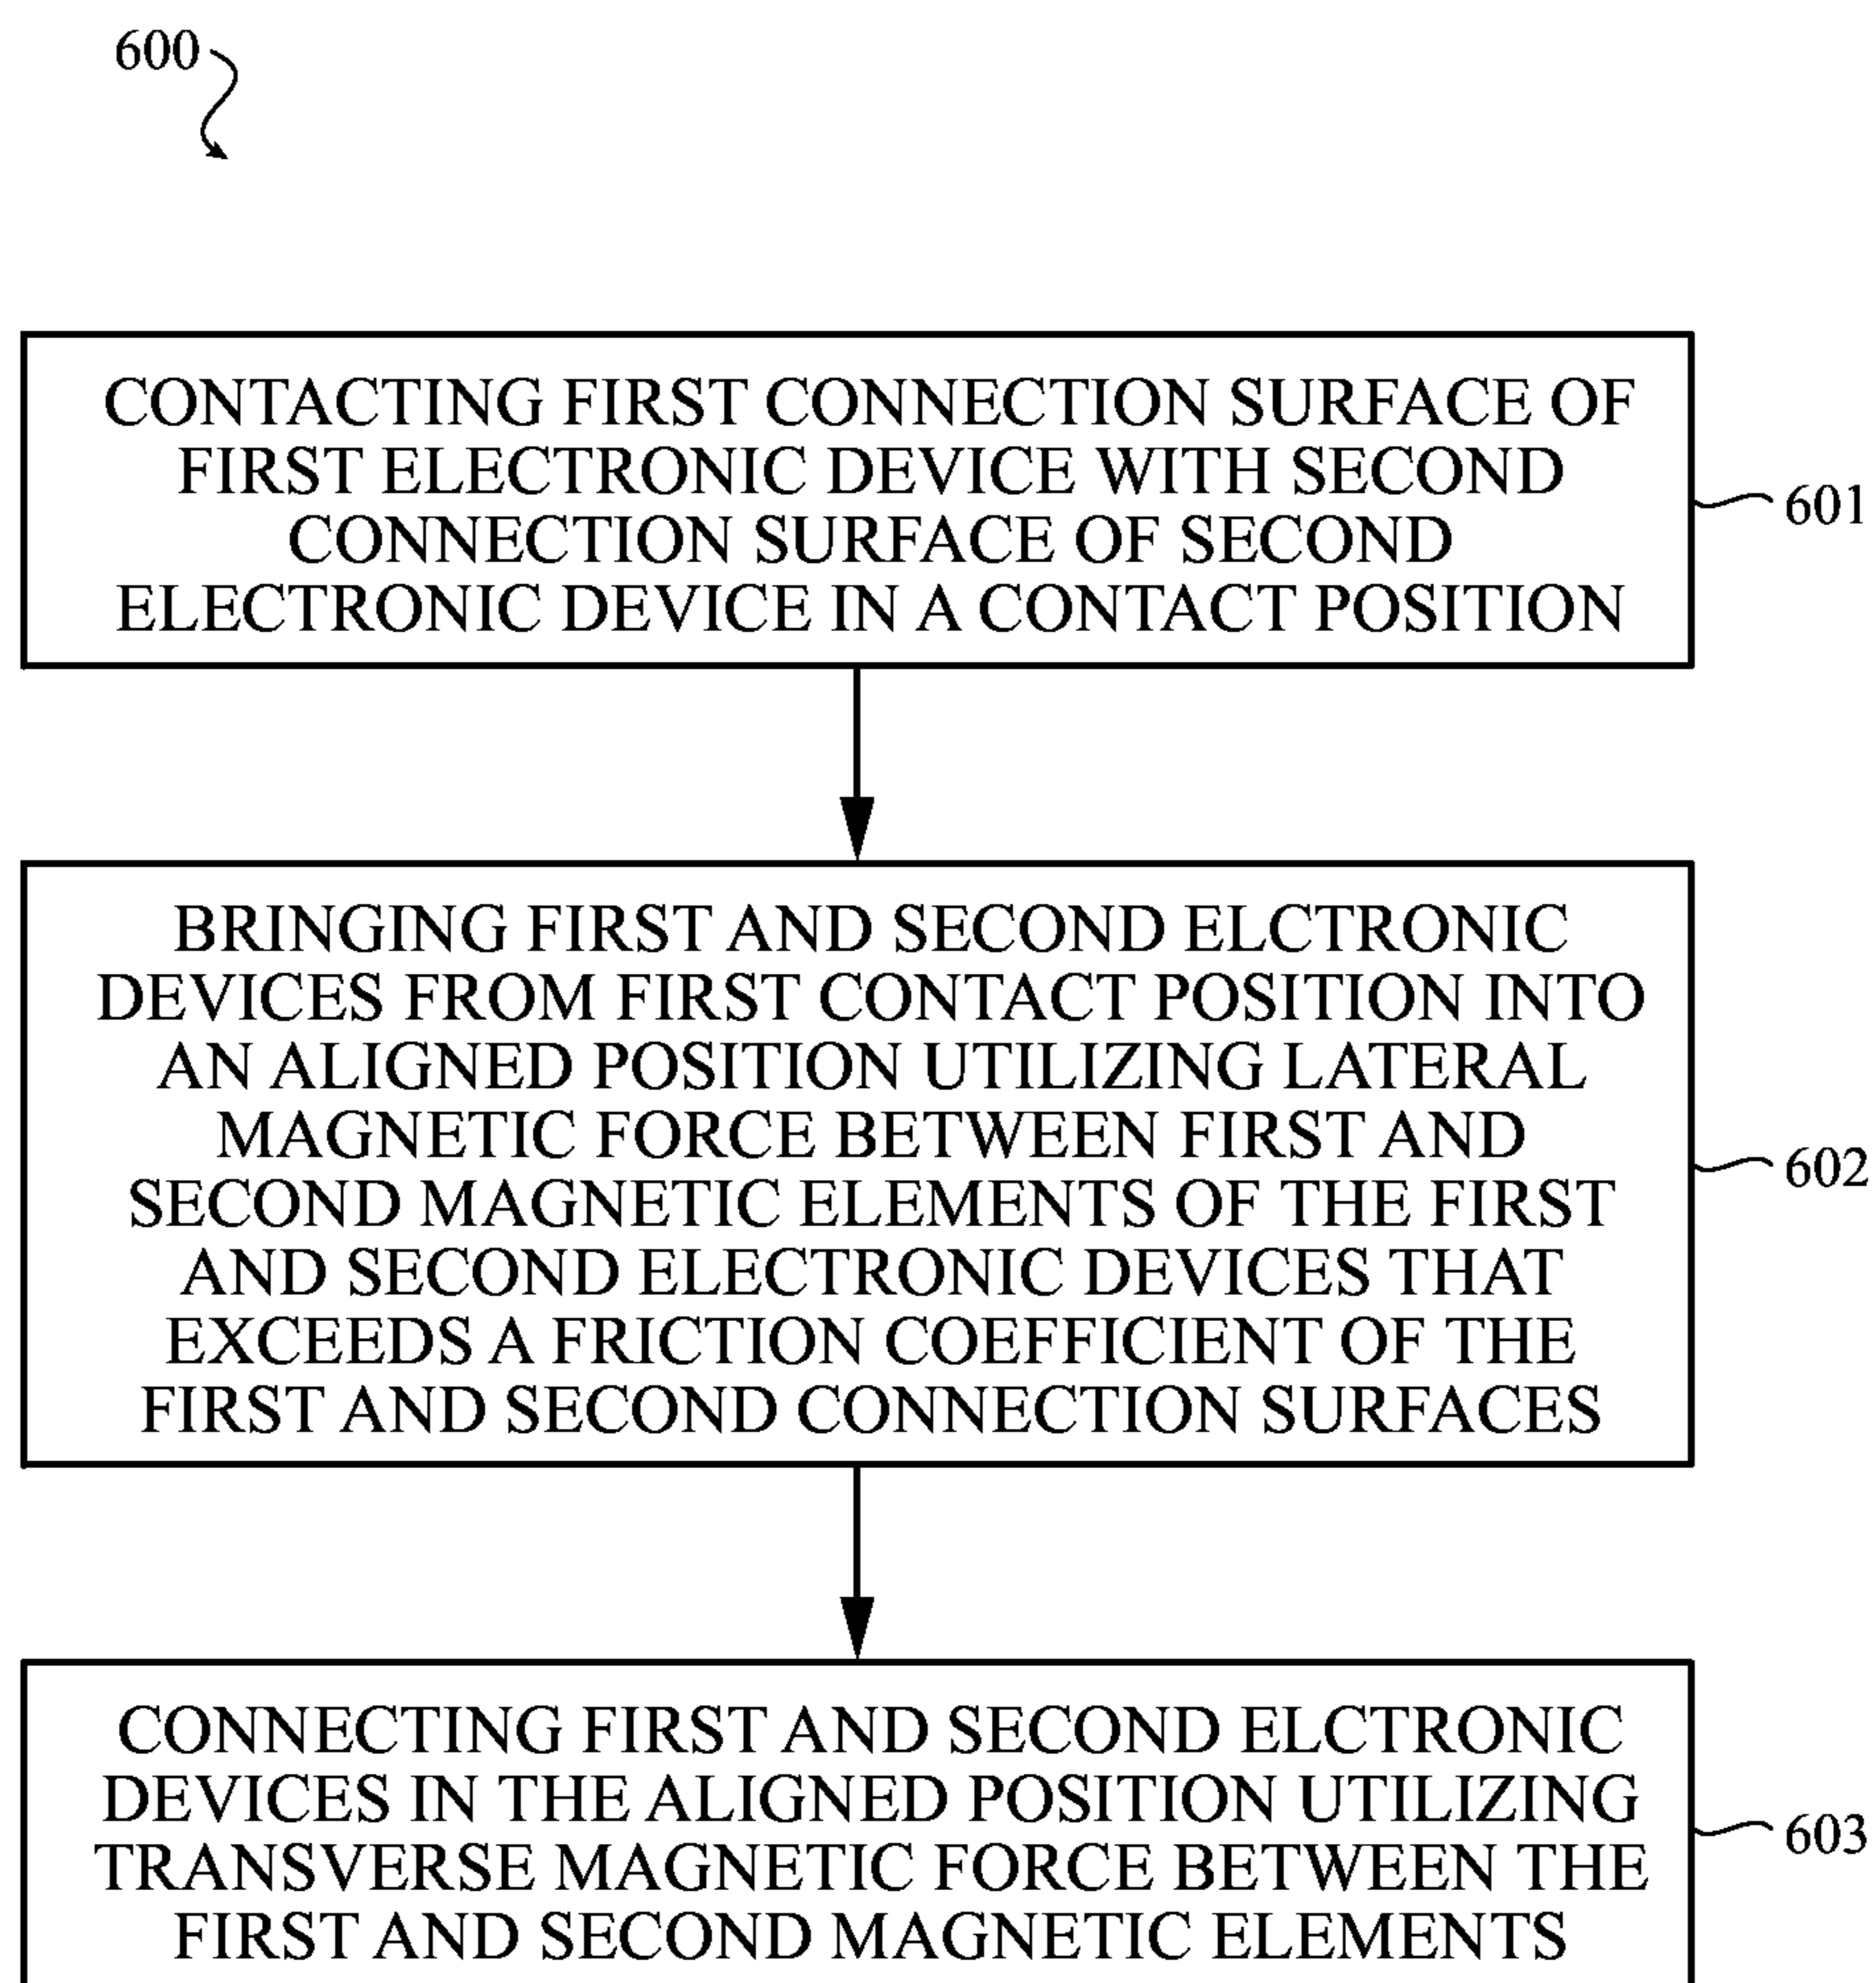 600
CONTACTING FIRST CONNECTION SURFACE OF
FIRST ELECTRONIC DEVICE WITH SECOND
CONNECTION SURFACE OF SECOND
ELECTRONIC DEVICE IN A CONTACT POSITION
601
BRINGING FIRST AND SECOND ELCTRONIC
DEVICES FROM FIRST CONTACT POSITION INTO
AN ALIGNED POSITION UTILIZING LATERAL
MAGNETIC FORCE BETWEEN FIRST AND
SECOND MAGNETIC ELEMENTS OF THE FIRST
AND SECOND ELECTRONIC DEVICES THAT
EXCEEDS A FRICTION COEFFICIENT OF THE
FIRST AND SECOND CONNECTION SURFACES
602
CONNECTING FIRST AND SECOND ELCTRONIC
DEVICES IN THE ALIGNED POSITION UTILIZING
TRANSVERSE MAGNETIC FORCE BETWEEN THE
FIRST AND SECOND MAGNETIC ELEMENTS
603